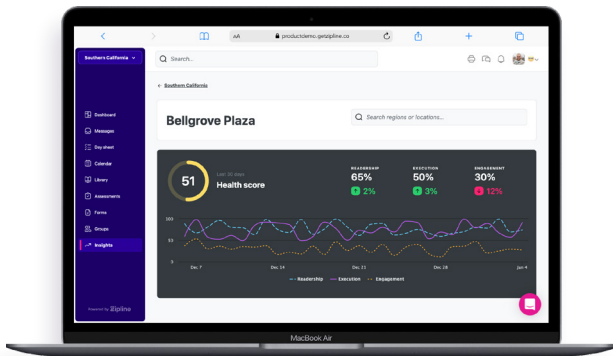 AA productdemo.getzipline.co
Southern California
Search...
Southern California
Bellgrove Plaza
Search regions or locations...
Dashboard
Messages
Day sheet
Calendar
Library
Assessments
Forms
Groups
Insights
51
Last 30 days
Health score
READERSHIP
65%
2%
EXECUTION
50%
3%
ENGAGEMENT
30%
12%
100
Dec 7
Dec 14
Dec 21
Dec 28
Jan 4
Readership Execution Engagement
Powered by Zipline
MacBook Air